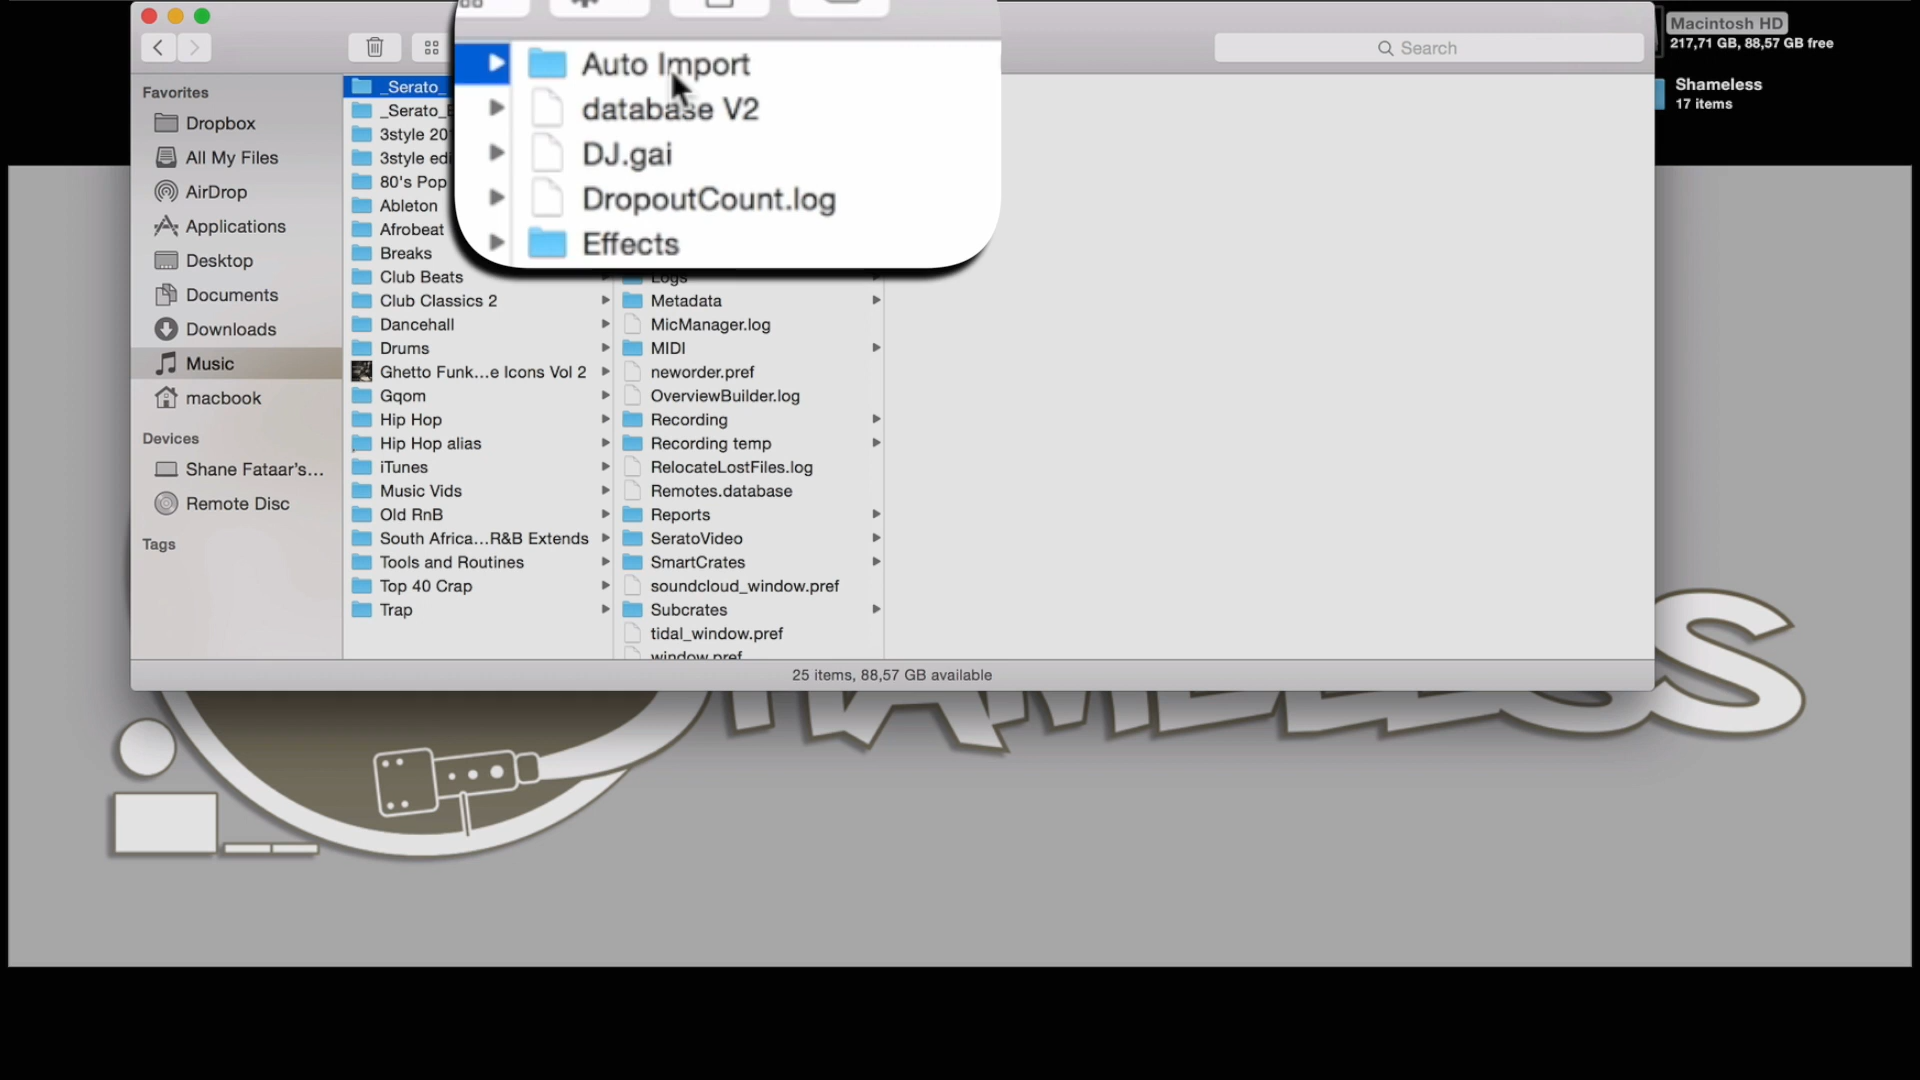 Search
Macintosh HD
217,71 GB, 88,57 GB free
Shameless
17 items
Favorites
Dropbox
All My Files
AirDrop
Applications
Desktop
Documents
Downloads
Music
macbook
Devices
Shane Fataar's...
Remote Disc
Tags
_Serato_
_Serato_
3style
3style
80's Pop
Ableton
Afrobeat
Breaks
Club Beats
Club Classics 2
Dancehall
Drums
Ghetto Funk...e Icons Vol 2
Gqom
Hip Hop
Hip Hop alias
iTunes
Music Vids
Old RnB
South Africa...R&B Extends
Tools and Routines
Top 40 Crap
Trap
Auto Import
database V2
DJ.gai
DropoutCount.log
Effects
Logs
Metadata
MicManager.log
MIDI
neworder.pref
OverviewBuilder.log
Recording
Recording temp
RelocateLostFiles.log
Remotes.database
Reports
SeratoVideo
SmartCrates
soundcloud_window.pref
Subcrates
tidal_window.pref
window.pref
25 items, 88,57 GB available